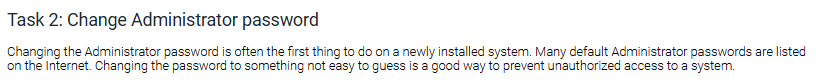 Task 2: Change Administrator password
Changing the Administrator password is often the first thing to do on a newly installed system. Many default Administrator passwords are listed
on the Internet. Changing the password to something not easy to guess is a good way to prevent unauthorized access to a system.